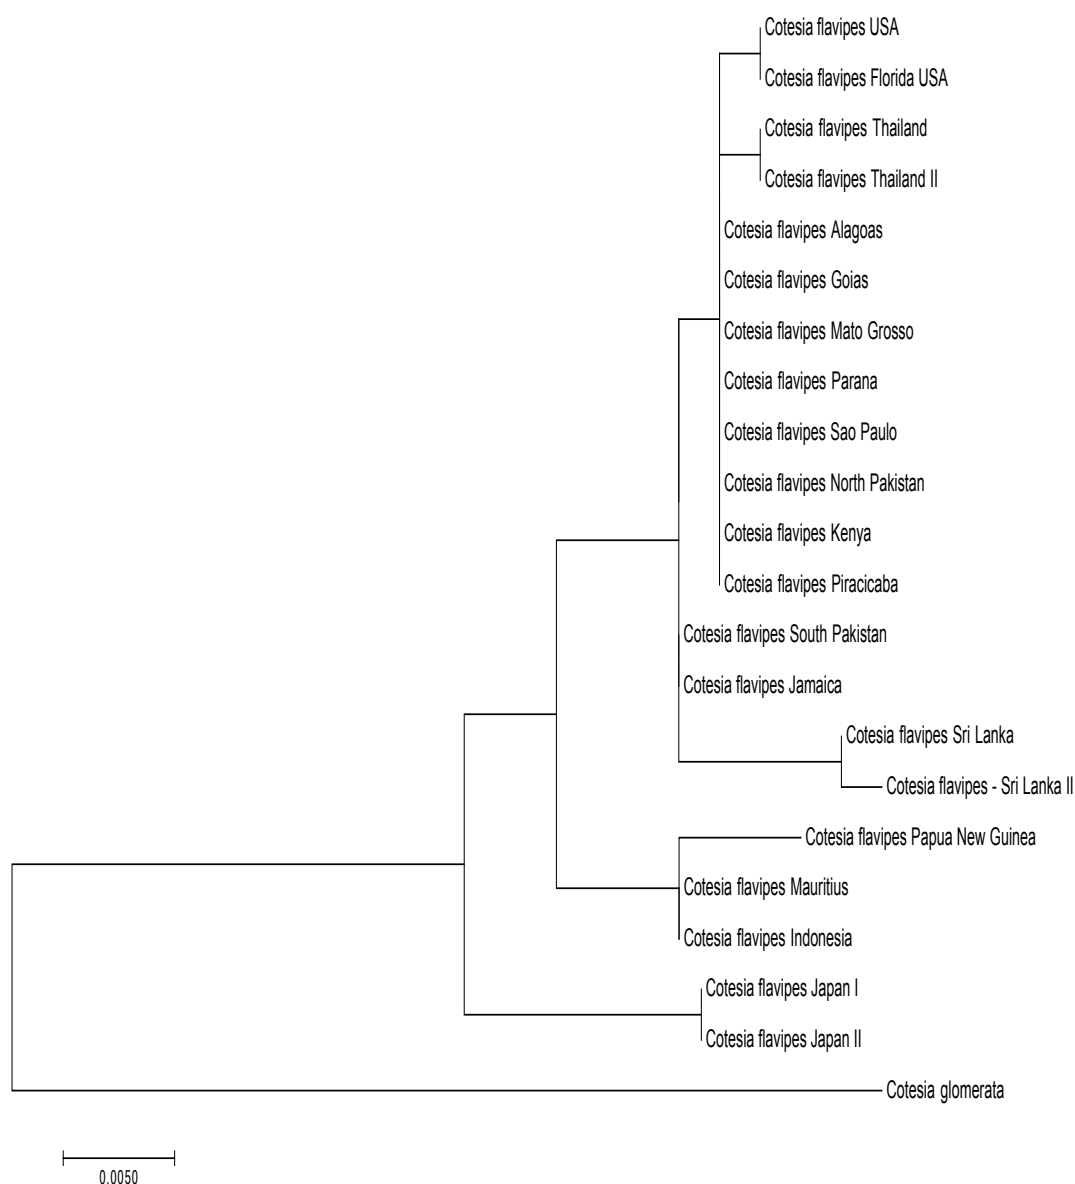 Cotesia flavipes USA
Cotesia flavipes Florida USA
Cotesia flavipes Thailand
Cotesia flavipes Thailand II
Cotesia flavipes Alagoas
Cotesia flavipes Goias
Cotesia flavipes Mato Grosso
Cotesia flavipes Parana
Cotesia flavipes Sao Paulo
Cotesia flavipes North Pakistan
Cotesia flavipes Kenya
Cotesia flavipes Piracicaba
Cotesia flavipes South Pakistan
Cotesia flavipes Jamaica
Cotesia flavipes Sri Lanka
Cotesia flavipes - Sri Lanka II
Cotesia flavipes Papua New Guinea
Cotesia flavipes Mauritius
Cotesia flavipes Indonesia
Cotesia flavipes Japan I
Cotesia flavipes Japan II
Cotesia glomerata
0.0050